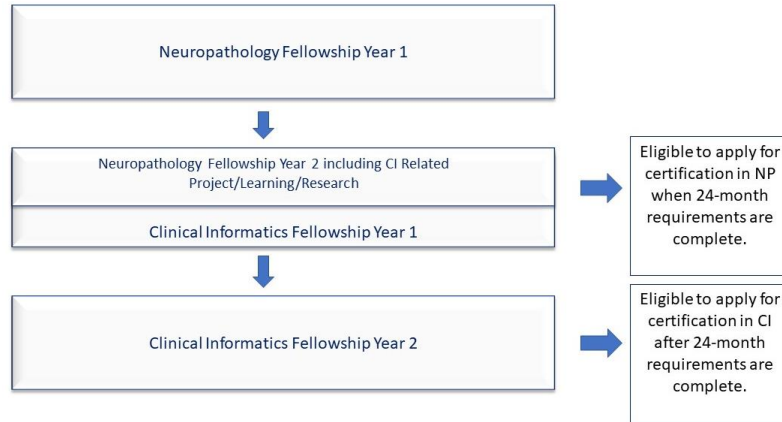 Neuropathology Fellowship Year 1
Neuropathology Fellowship Year 2 including CI Related
Project/Learning/Research
Clinical Informatics Fellowship Year 1
Eligible to apply for
certification in NP
when 24-month
requirements are
complete.
Clinical Informatics Fellowship Year 2
Eligible to apply for
certification in CI
after 24-month
requirements are
complete.